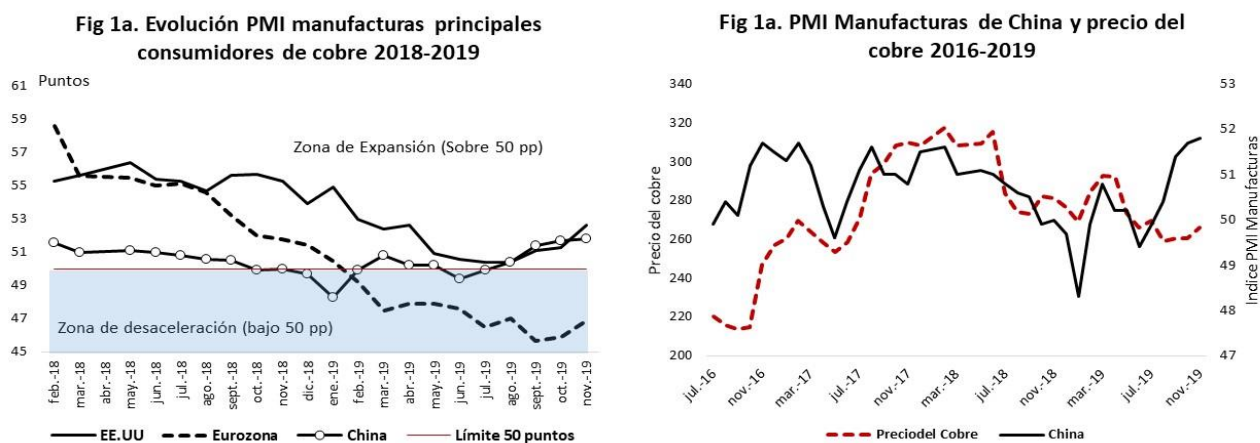 Fig 1a. Evolución PMI manufacturas principales
consumidores de cobre 2018-2019
Puntos
61
59
57
55
53
51
49
47
45
Zona de Expansión (Sobre 50 pp)
Zona de desaceleración (bajo 50 pp)
feb.-18
mar.-18
may.-18
jun.-18
jul.-18
ago.-18
sept.-18
oct.-18
nov.-18
dic.-18
ene.-19
feb.-19
mar.-19
abr.-19
may.-19
jun.-19
jul.-19
ago.-19
sept.-19
oct.-19
nov.-19
EE.UU
Eurozona
China
Límite 50 puntos
Fig 1a. PMI Manufacturas de China y precio del
cobre 2016-2019
Precio del cobre
340
320
300
280
260
240
220
200
53
52
51
50
49
48
47
Indice PMI Manufacturas
jul.-16
nov.-16
mar.-17
jul.-17
nov.-17
mar.-18
jul.-18
nov.-18
mar.-19
jul.-19
nov.-19
Preciodel Cobre
China